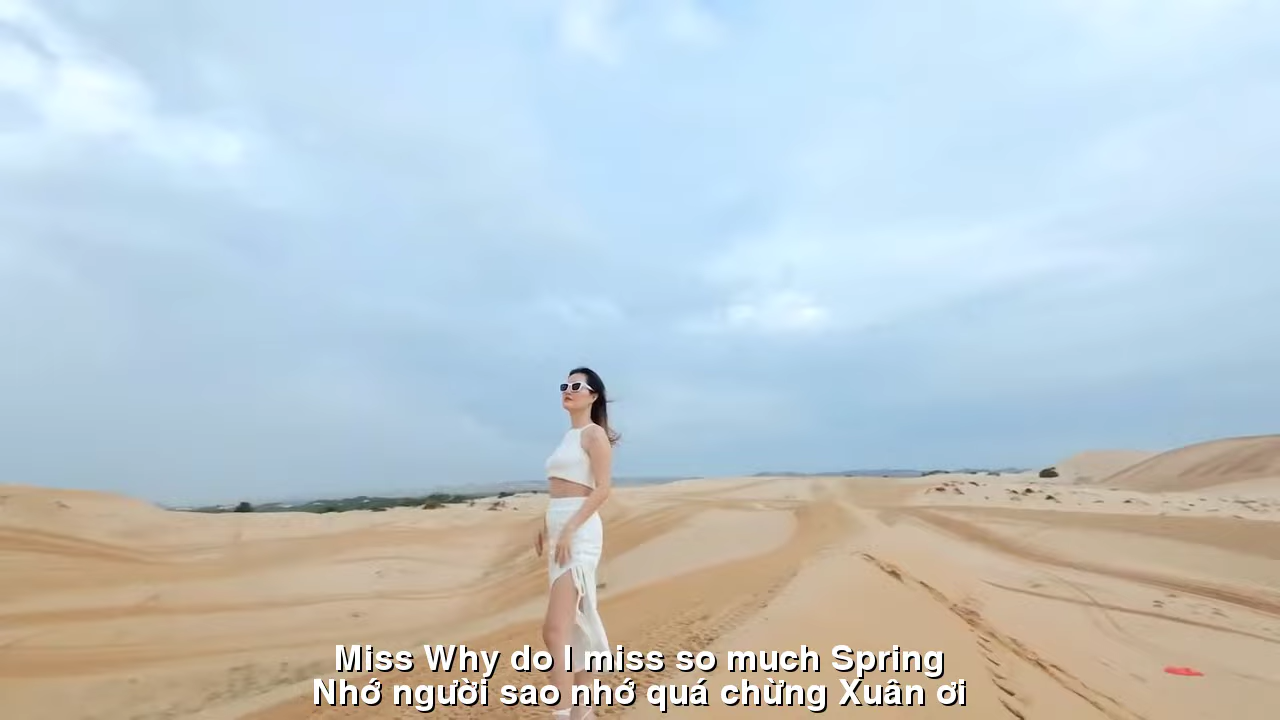 Miss Why do I miss so much Spring
Nhớ người sao nhớ quá chừng Xuân ơi